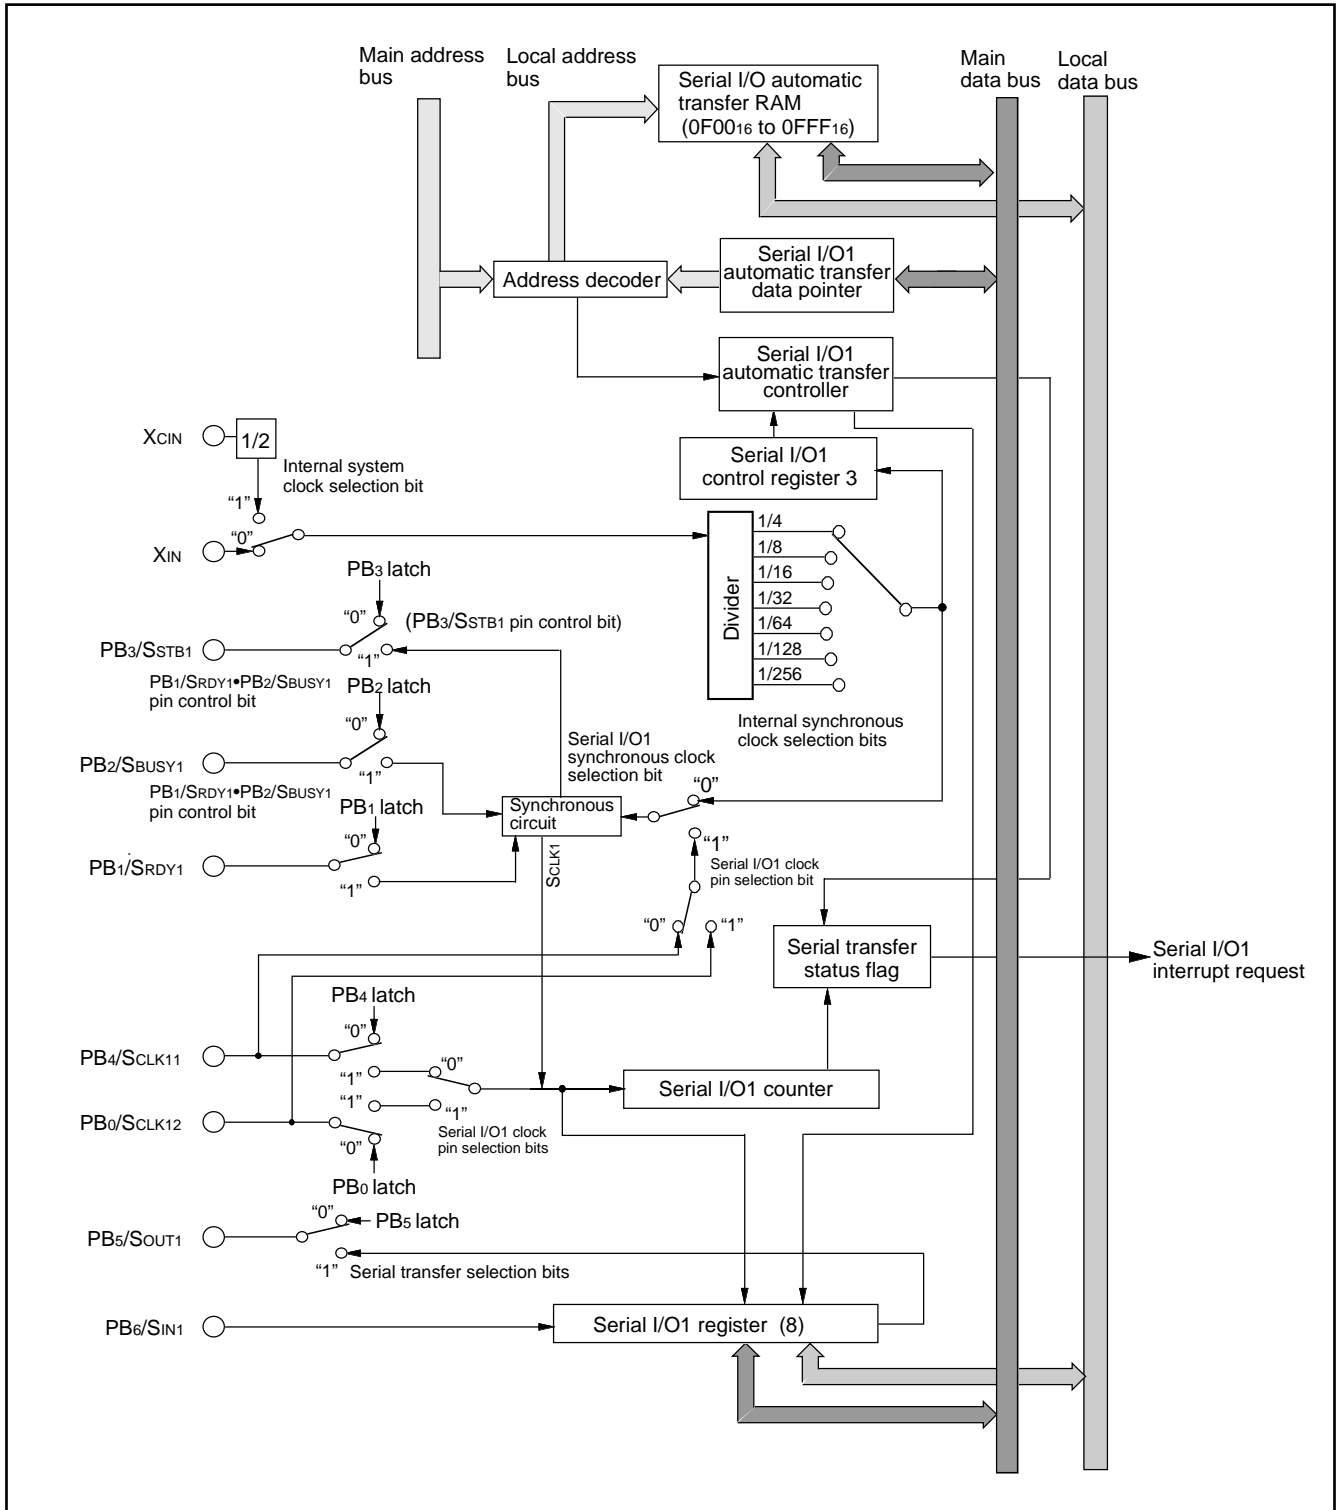 Main address
bus
Local address
bus
Main
data bus
Local
data bus
Serial I/O automatic
transfer RAM
(0F0016 to 0FFF16)
Address decoder
Serial I/O1
automatic transfer
data pointer
Serial I/O1
automatic transfer
controller
XCIN
1/2
Internal system
clock selection bit
“1”
“0”
XIN
Serial I/O1
control register 3
Divider
1/4
1/8
1/16
1/32
1/64
1/128
1/256
Internal synchronous
clock selection bits
PB3 latch
“0”
(PB3/SSTB1 pin control bit)
PB3/SSTB1
“1”
PB1/SRDY1•PB2/SBUSY1
pin control bit
PB2 latch
“0”
PB2/SBUSY1
“1”
PB1/SRDY1•PB2/SBUSY1
pin control bit
Serial I/O1
synchronous clock
selection bit
“0”
Synchronous
circuit
PB1 latch
“0”
PB1/SRDY1
“1”
SCLK1
“1”
Serial I/O1 clock
pin selection bit
“0”
“1”
Serial transfer
status flag
Serial I/O1
interrupt request
PB4 latch
“0”
PB4/SCLK11
“1”
“0”
“1”
“1”
Serial I/O1 clock
pin selection bits
Serial I/O1 counter
PB0/SCLK12
“0”
PB0 latch
“0”
PB5 latch
PB5/SOUT1
“1”
Serial transfer selection bits
PB6/SIN1
Serial I/O1 register (8)